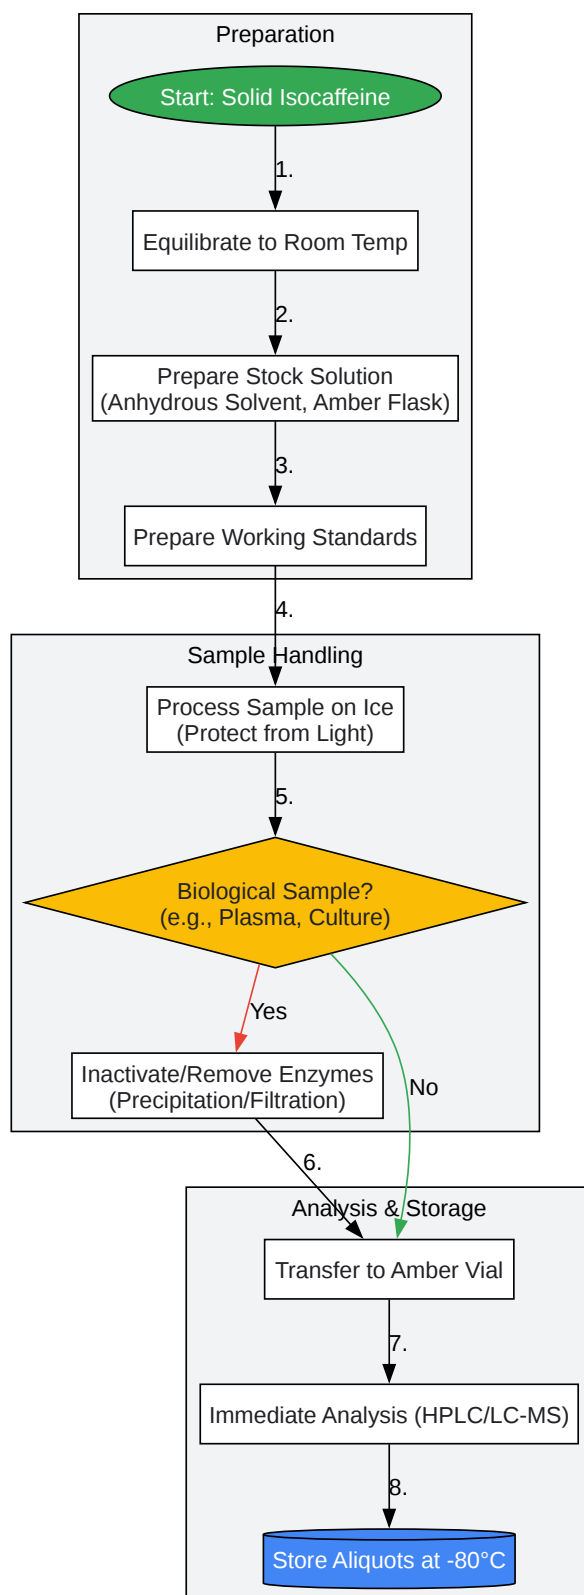 Preparation
Start: Solid Isocaffeine
1.
Equilibrate to Room Temp
2.
Prepare Stock Solution
(Anhydrous Solvent, Amber Flask)
3.
Prepare Working Standards
4.
Sample Handling
Process Sample on Ice
(Protect from Light)
5.
Biological Sample?
(e.g., Plasma, Culture)
Yes
Inactivate/Remove Enzymes
(Precipitation/Filtration)
No
6.
Analysis & Storage
Transfer to Amber Vial
7.
Immediate Analysis (HPLC/LC-MS)
8.
Store Aliquots at -80°C